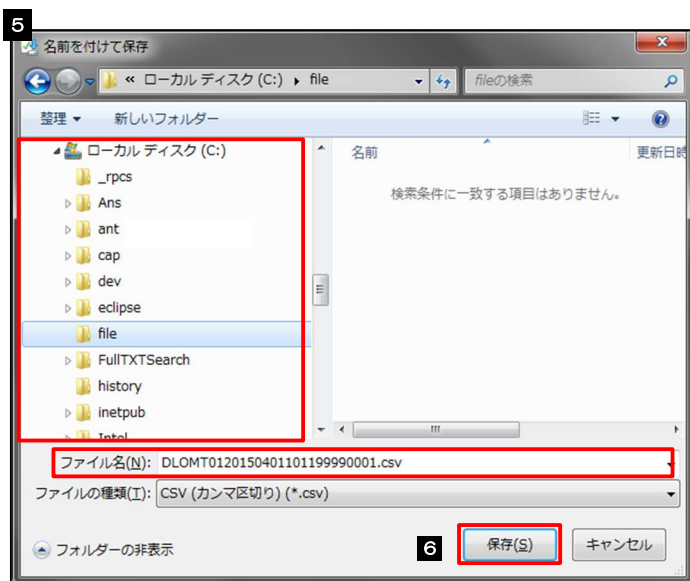 5
名前を付けて保存
« ローカル ディスク (C:) ▸ file
fileの検索
整理 ▼ 新しいフォルダー
ローカル ディスク (C:)
_rpcs
Ans
ant
cap
dev
eclipse
file
FullTXTSearch
history
inetpub
Intel
名前 更新日時
検索条件に一致する項目はありません。
ファイル名(N): DLOMT0120150401101199990001.csv
ファイルの種類(T): CSV (カンマ区切り) (*.csv)
フォルダーの非表示
6 保存(S) キャンセル